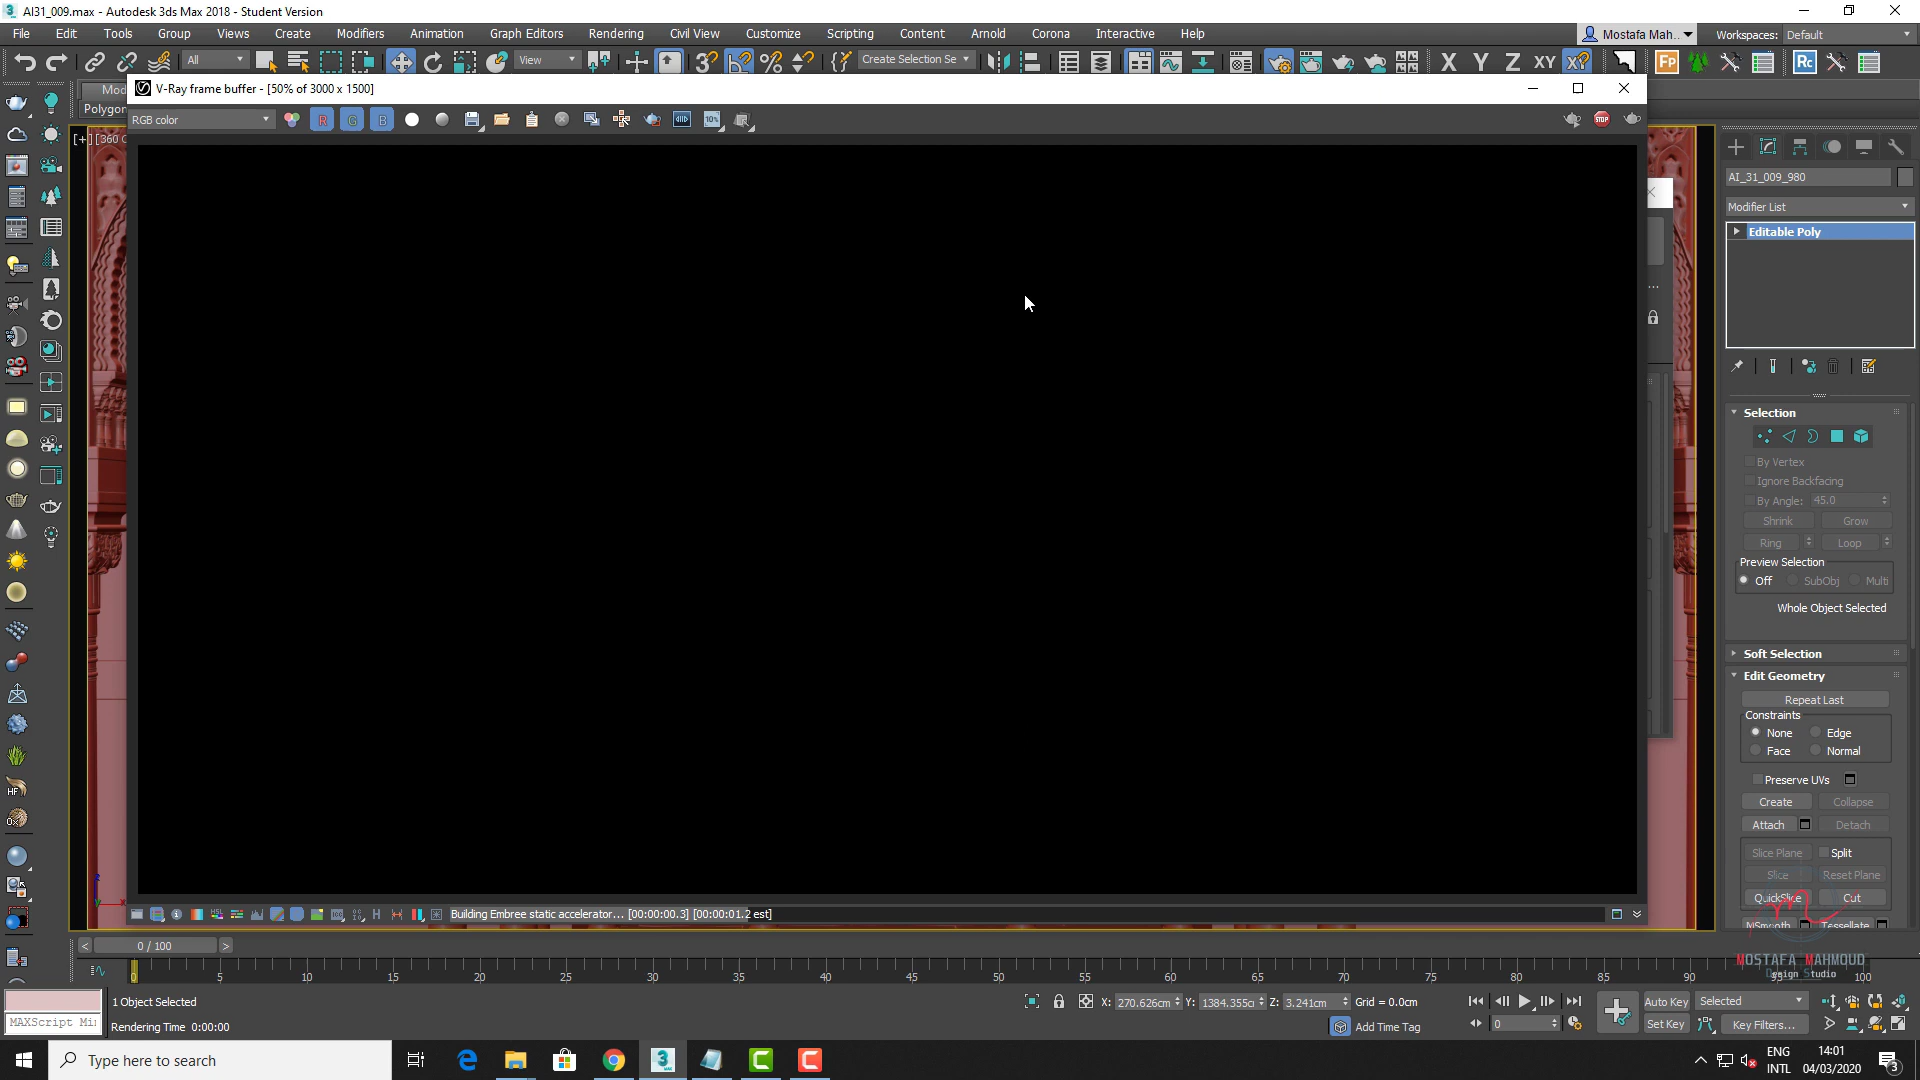 AI31_009.max - Autodesk 3ds Max 2018 - Student Version
File Edit Tools Group Views Create Modifiers Animation Graph Editors Rendering Civil View Customize Scripting Content Arnold Corona Interactive Help
Mostafa Mah...
Workspaces: Default
All
View
Create Selection Se
X Y Z XY
Mod
Polygon
V-Ray frame buffer - [50% of 3000 x 1500]
RGB color
R G B
STOP
[+] [360 C
AI_31_009_980
Modifier List
Editable Poly
Selection
By Vertex
Ignore Backfacing
By Angle: 45.0
Shrink Grow
Ring Loop
Preview Selection
Off SubObj Multi
Whole Object Selected
Soft Selection
Edit Geometry
Repeat Last
Constraints
None Edge
Face Normal
Preserve UVs
Create Collapse
Attach Detach
Slice Plane Split
Slice Reset Plane
QuickSlice Cut
MSmooth Tessellate
Building Embree static accelerator... [00:00:00.3] [00:00:01.2 est]
0 / 100
0 5 10 15 20 25 30 35 40 45 50 55 60 65 70 75 80 85 90 95 100
MOSTAFA MAHMOUD
Design Studio
1 Object Selected
X: 270.626cm Y: 1384.355c Z: 3.241cm Grid = 0.0cm
Auto Key Selected
MAXScript Mi
Rendering Time 0:00:00
Add Time Tag
0
Set Key Key Filters...
Type here to search
ENG
INTL
14:01
04/03/2020
3